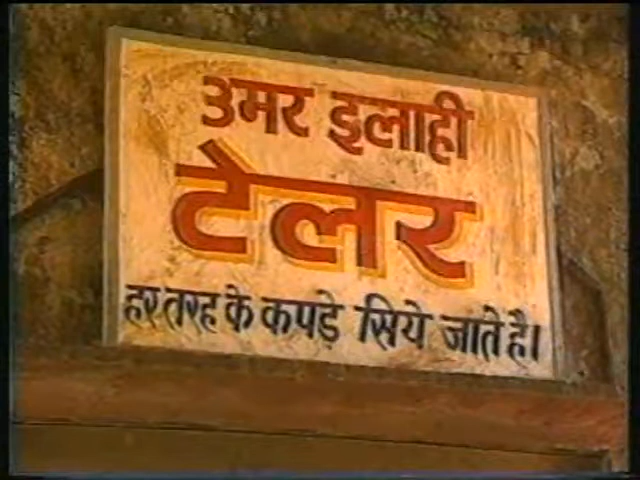 उमर इलाही
टेलर
हर तरह के कपड़े सिये जाते है।